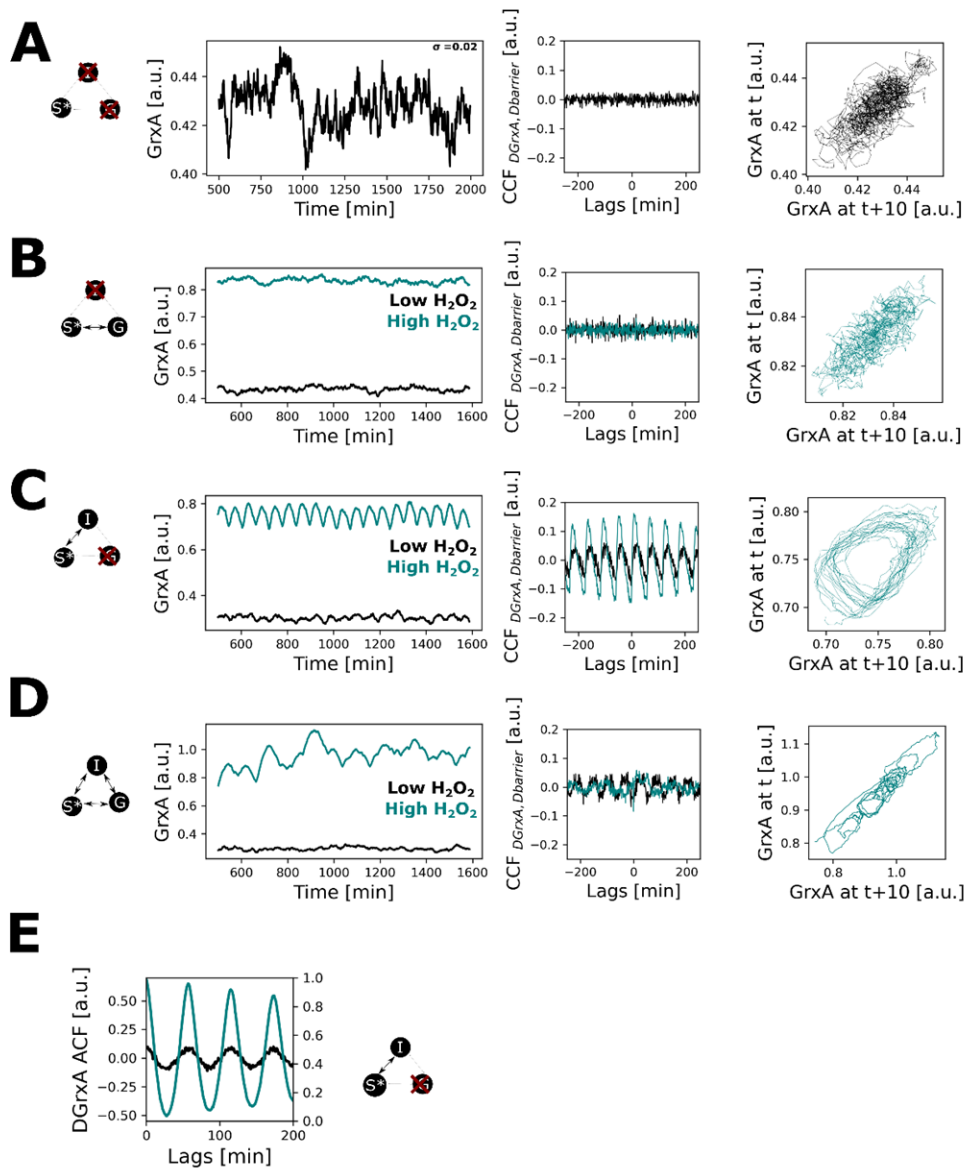 A
S*
G
GrxA [a.u.]
0.44
0.42
0.40
σ =0.02
500 750 1000 1250 1500 1750 2000
Time [min]
CCF DGrxA, Dbarrier [a.u.]
0.2
0.1
0.0
−0.1
−0.2
−200 0 200
Lags [min]
GrxA at t [a.u.]
0.44
0.42
0.40
0.40 0.42 0.44
GrxA at t+10 [a.u.]
B
S* G
GrxA [a.u.]
0.8
0.7
0.6
0.5
0.4
Low H₂O₂
High H₂O₂
600 800 1000 1200 1400 1600
Time [min]
CCF DGrxA, Dbarrier [a.u.]
0.2
0.1
0.0
−0.1
−0.2
−200 0 200
Lags [min]
GrxA at t [a.u.]
0.84
0.82
0.82 0.84
GrxA at t+10 [a.u.]
C
I
S* G
GrxA [a.u.]
0.8
0.6
0.4
Low H₂O₂
High H₂O₂
600 800 1000 1200 1400 1600
Time [min]
CCF DGrxA, Dbarrier [a.u.]
0.2
0.1
0.0
−0.1
−0.2
−200 0 200
Lags [min]
GrxA at t [a.u.]
0.80
0.75
0.70
0.70 0.75 0.80
GrxA at t+10 [a.u.]
D
I
S* G
GrxA [a.u.]
1.0
0.8
0.6
0.4
Low H₂O₂
High H₂O₂
600 800 1000 1200 1400 1600
Time [min]
CCF DGrxA, Dbarrier [a.u.]
0.2
0.1
0.0
−0.1
−0.2
−200 0 200
Lags [min]
GrxA at t [a.u.]
1.1
1.0
0.9
0.8
0.8 1.0
GrxA at t+10 [a.u.]
E
DGrxA ACF [a.u.]
0.50
0.25
0.00
−0.25
−0.50
1.0
0.8
0.6
0.4
0.2
0.0
0 100 200
Lags [min]
I
S* G